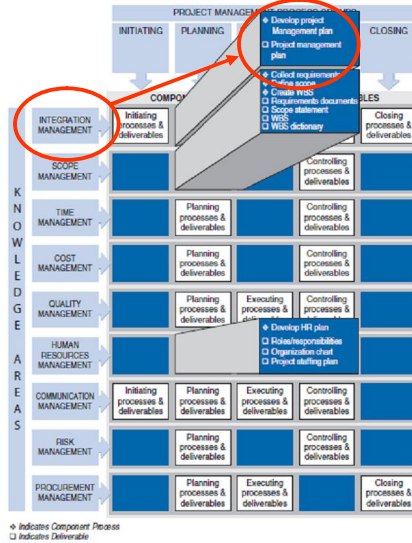 PROJECT MANAGEMENT
INITIATING
PLANNING
CLOSING
❖ Develop project
Management plan
❑ Project management
plan
❖ Collect requirements
❖ Define scope
❖ Create WBS
❑ Requirements documents
❑ Scope statement
❑ WBS
❑ WBS dictionary
KNOWLEDGE AREAS
INTEGRATION
MANAGEMENT
Initiating
processes &
deliverables
Closing
processes &
deliverables
SCOPE
MANAGEMENT
Controlling
processes &
deliverables
TIME
MANAGEMENT
Planning
processes &
deliverables
Controlling
processes &
deliverables
COST
MANAGEMENT
Planning
processes &
deliverables
Controlling
processes &
deliverables
QUALITY
MANAGEMENT
Planning
processes &
deliverables
Executing
processes &
deliverables
Controlling
processes &
HUMAN
RESOURCES
MANAGEMENT
❖ Develop HR plan
❑ Roles/responsibilities
❑ Organization chart
❑ Project staffing plan
COMMUNICATION
MANAGEMENT
Initiating
processes &
deliverables
Planning
processes &
deliverables
Executing
processes &
deliverables
Controlling
processes &
deliverables
RISK
MANAGEMENT
Planning
processes &
deliverables
Controlling
processes &
deliverables
PROCUREMENT
MANAGEMENT
Planning
processes &
deliverables
Executing
processes &
deliverables
Closing
processes &
deliverables
❖ Indicates Component Process
❑ Indicates Deliverable